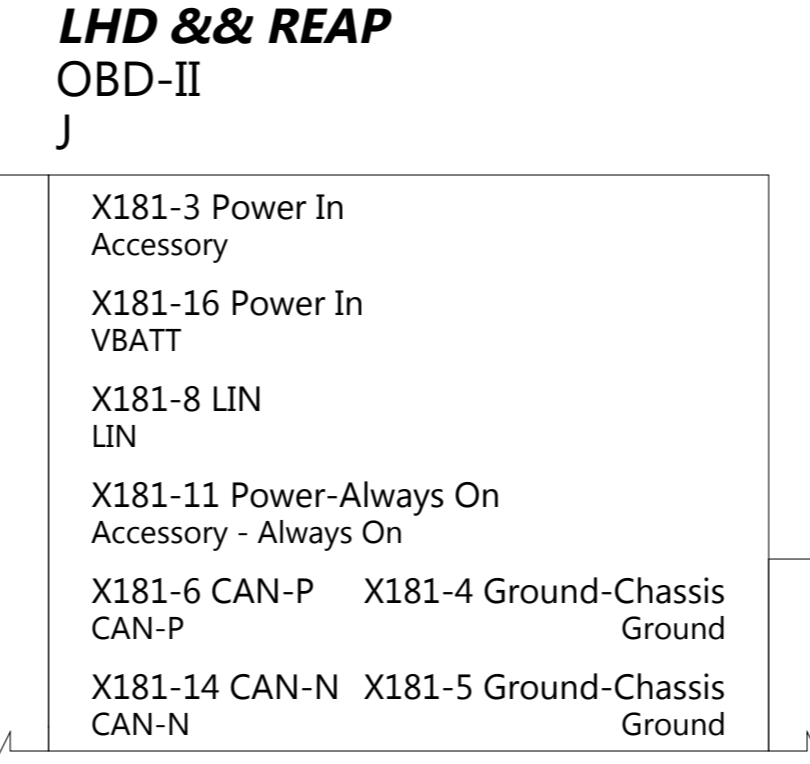 LHD && REAP
OBD-II
J
X181-3 Power In
Accessory
X181-16 Power In
VBATT
X181-8 LIN
LIN
X181-11 Power-Always On
Accessory - Always On
X181-6 CAN-P X181-4 Ground-Chassis
CAN-P Ground
X181-14 CAN-N X181-5 Ground-Chassis
CAN-N Ground